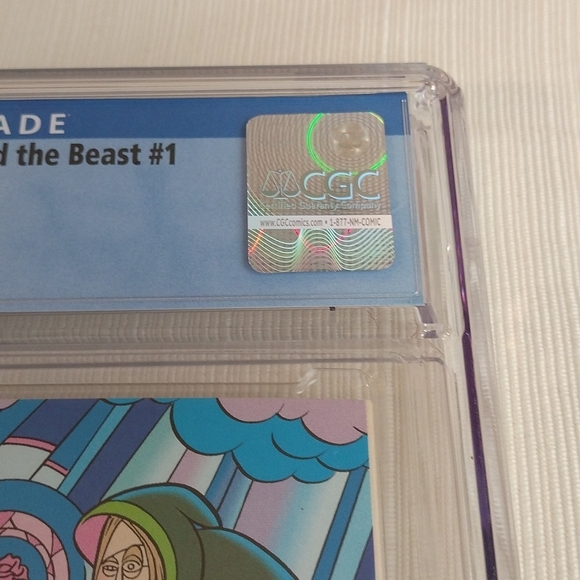 ADE
d the Beast #1
CGC
Certified Guaranty Company
www.CGCcomics.com • 1-877-NM-COMIC